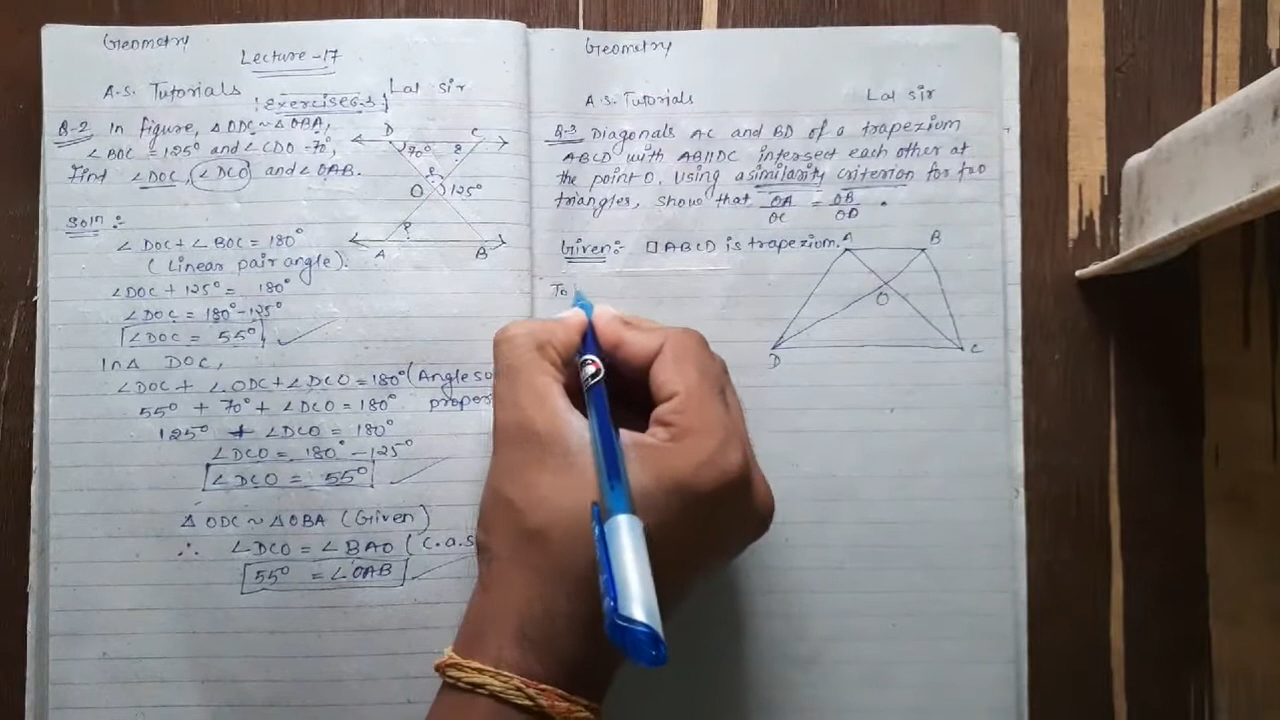 Geometry
Lecture-17
A.S. Tutorials Lal sir
Exercise6.3
Q-2 In figure, △ODC~△OBA,
∠BOC = 125° and ∠CDO = 70°,
Find ∠DOC, ∠DCO and ∠OAB.
D C
70° ?
?
O 125°
?
A B
Soln:-
∠DOC + ∠BOC = 180°
(Linear pair angle).
∠DOC + 125° = 180°
∠DOC = 180° - 125°
∠DOC = 55°
In △ DOC,
∠DOC + ∠ODC + ∠DCO = 180° (Angle
55° + 70° + ∠DCO = 180°
125° + ∠DCO = 180°
∠DCO = 180° - 125°
∠DCO = 55°
△ODC ~ △OBA (Given)
∴ ∠DCO = ∠BAO (C.a.s
55° = ∠OAB
Geometry
A.S. Tutorials Lal sir
Q-3 Diagonals AC and BD of a trapezium
ABCD with AB||DC intersect each other at
the point O. Using a similarity criterion for two
triangles, show that OA/OC = OB/OD.
Given:- □ABCD is trapezium.
A B
O
D C
To